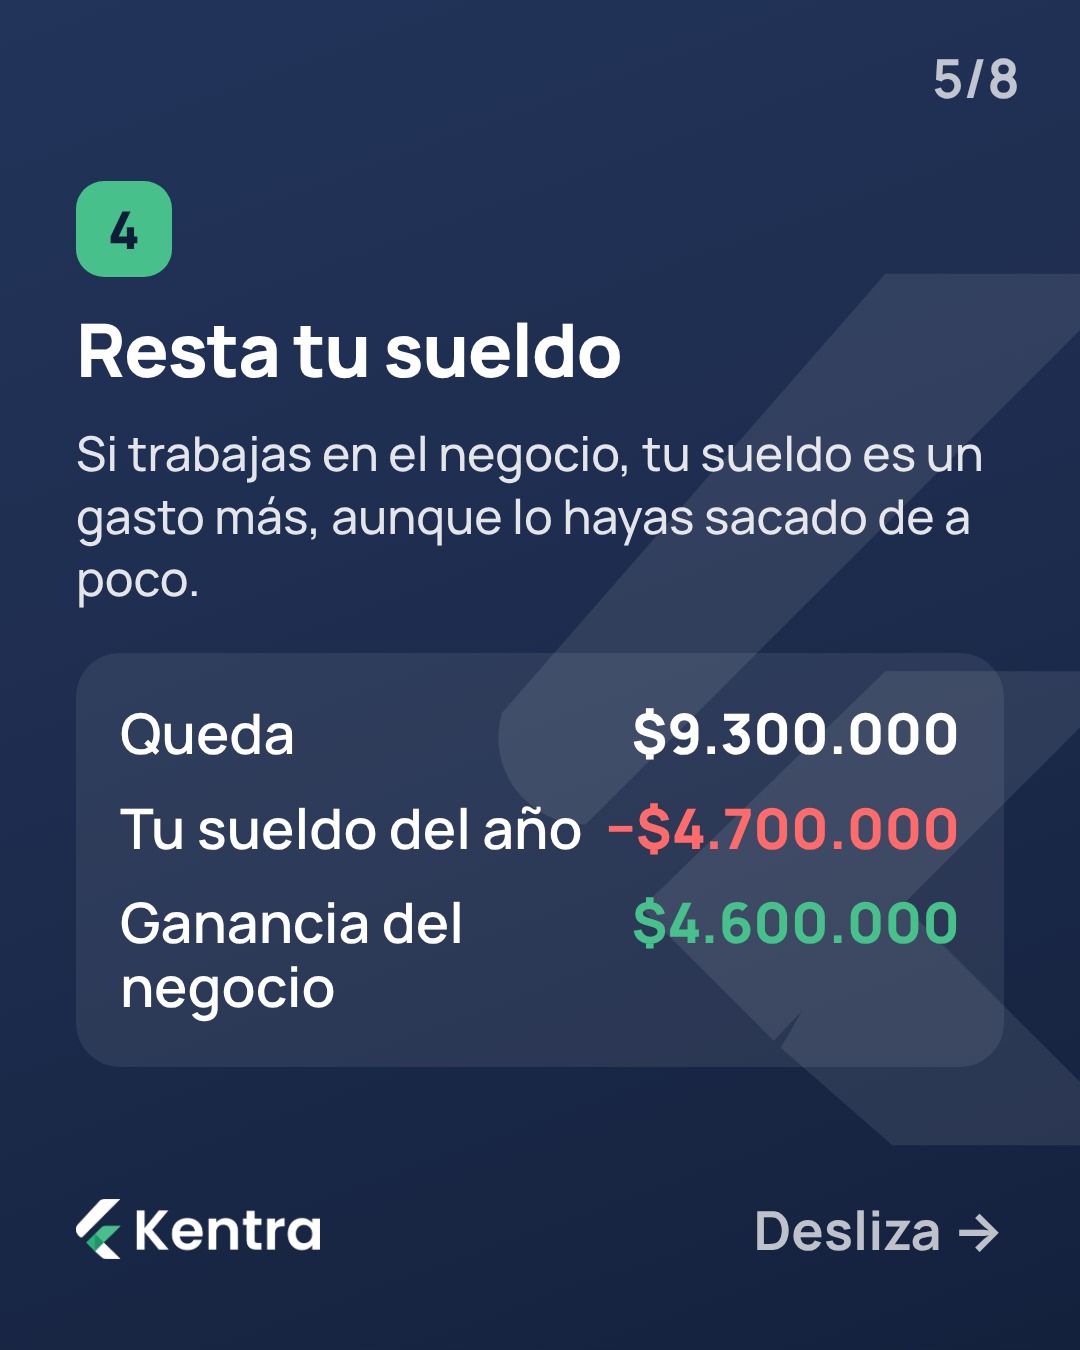 5/8
4
Resta tu sueldo
Si trabajas en el negocio, tu sueldo es un
gasto más, aunque lo hayas sacado de a
poco.
Queda $9.300.000
Tu sueldo del año −$4.700.000
Ganancia del $4.600.000
negocio
Kentra
Desliza →